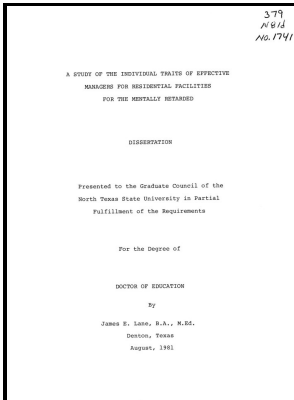 379
N81d
No. 1741
A STUDY OF THE INDIVIDUAL TRAITS OF EFFECTIVE
MANAGERS FOR RESIDENTIAL FACILITIES
FOR THE MENTALLY RETARDED
DISSERTATION
Presented to the Graduate Council of the
North Texas State University in Partial
Fulfillment of the Requirements
For the Degree of
DOCTOR OF EDUCATION
By
James E. Lane, B.A., M.Ed.
Denton, Texas
August, 1981